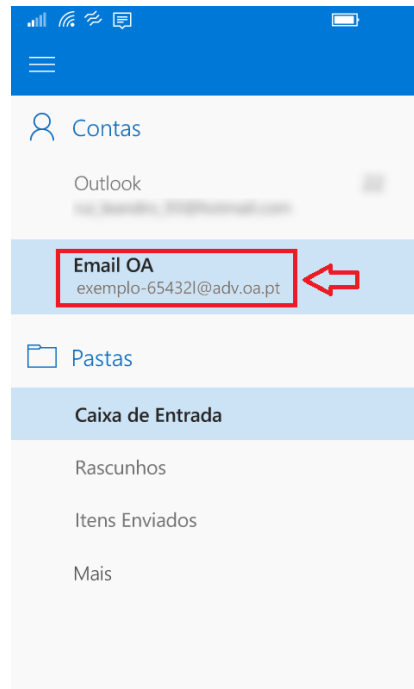 Contas
Outlook
Email OA
exemplo-65432l@adv.oa.pt
Pastas
Caixa de Entrada
Rascunhos
Itens Enviados
Mais